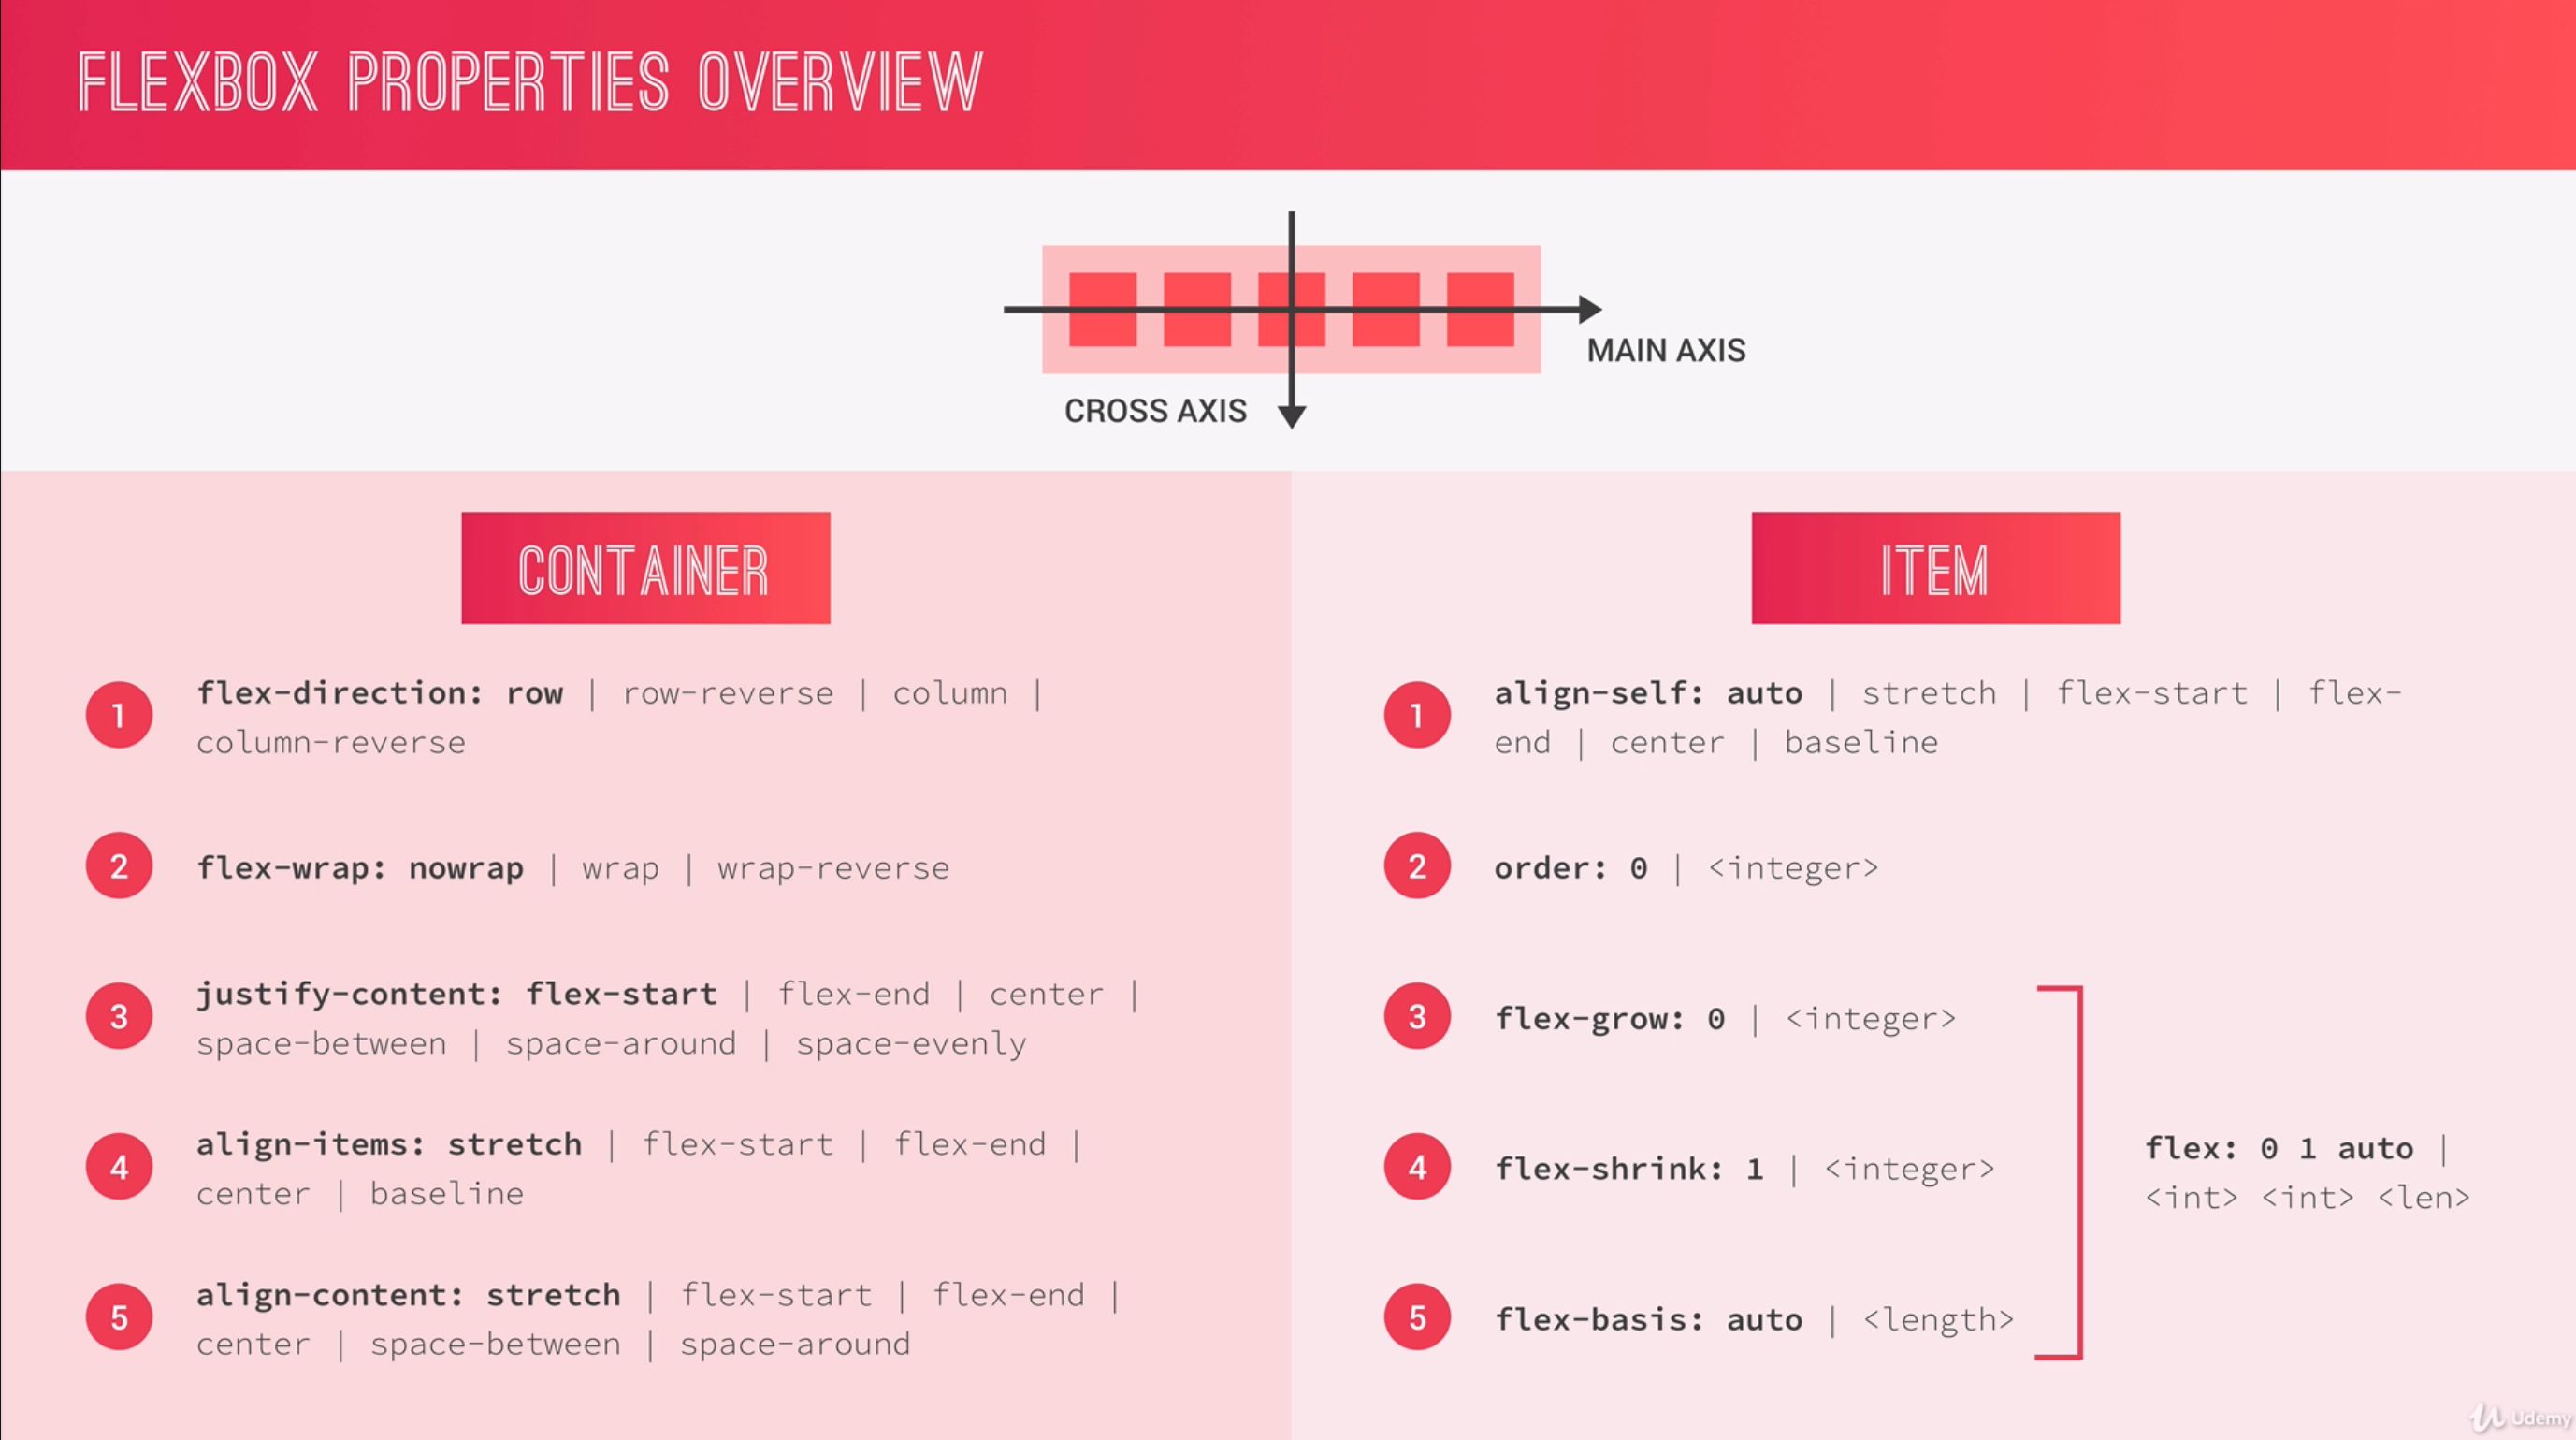 FLEXBOX PROPERTIES OVERVIEW
MAIN AXIS
CROSS AXIS
CONTAINER
1
flex-direction: row | row-reverse | column |
column-reverse
2
flex-wrap: nowrap | wrap | wrap-reverse
3
justify-content: flex-start | flex-end | center |
space-between | space-around | space-evenly
4
align-items: stretch | flex-start | flex-end |
center | baseline
5
align-content: stretch | flex-start | flex-end |
center | space-between | space-around
ITEM
1
align-self: auto | stretch | flex-start | flex-
end | center | baseline
2
order: 0 | <integer>
3
flex-grow: 0 | <integer>
4
flex-shrink: 1 | <integer>
5
flex-basis: auto | <length>
flex: 0 1 auto |
<int> <int> <len>
Udemy